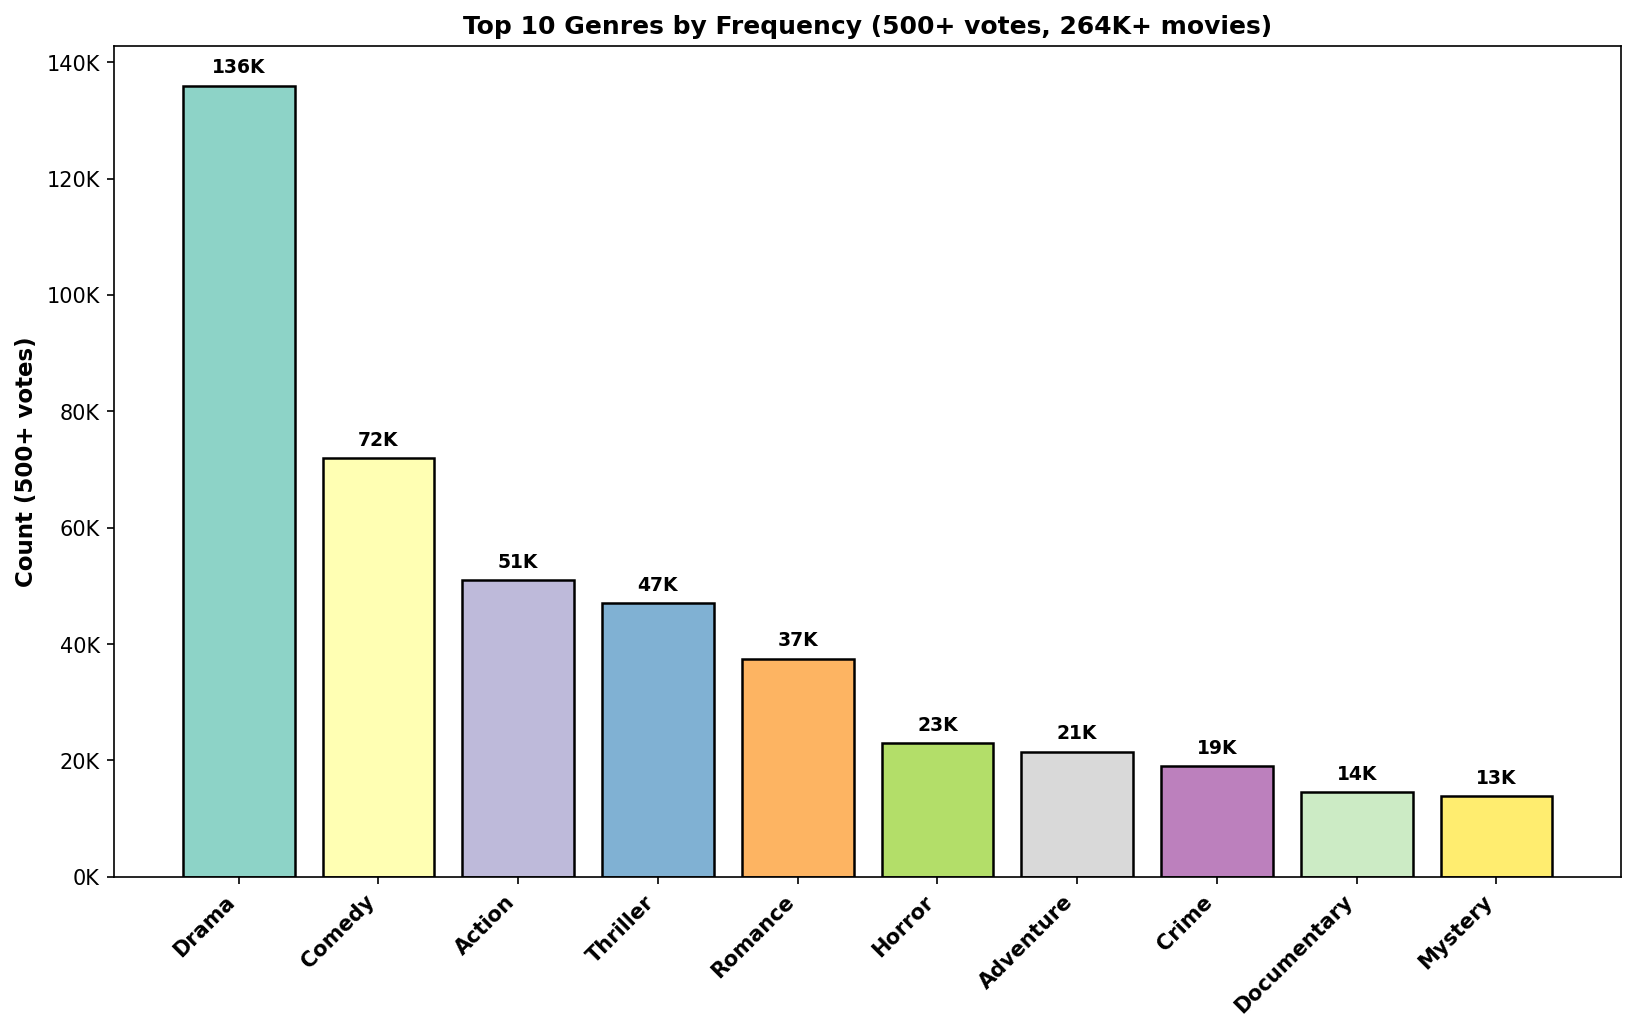 Top 10 Genres by Frequency (500+ votes, 264K+ movies)
Count (500+ votes)
140K
120K
100K
80K
60K
40K
20K
0K
136K
72K
51K
47K
37K
23K
21K
19K
14K
13K
Drama
Comedy
Action
Thriller
Romance
Horror
Adventure
Crime
Documentary
Mystery